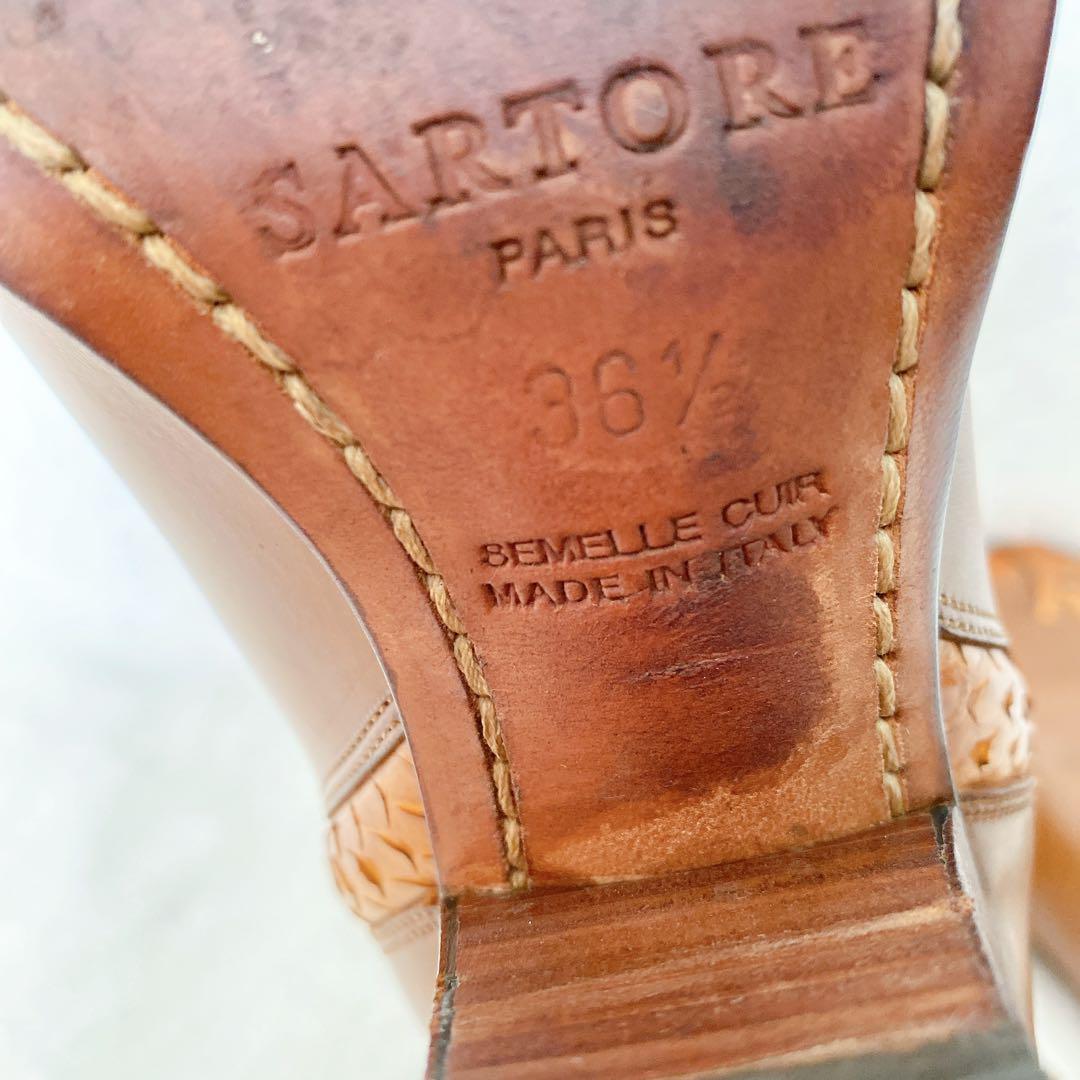 SARTORE
PARIS
36½
SEMELLE CUIR
MADE IN ITALY